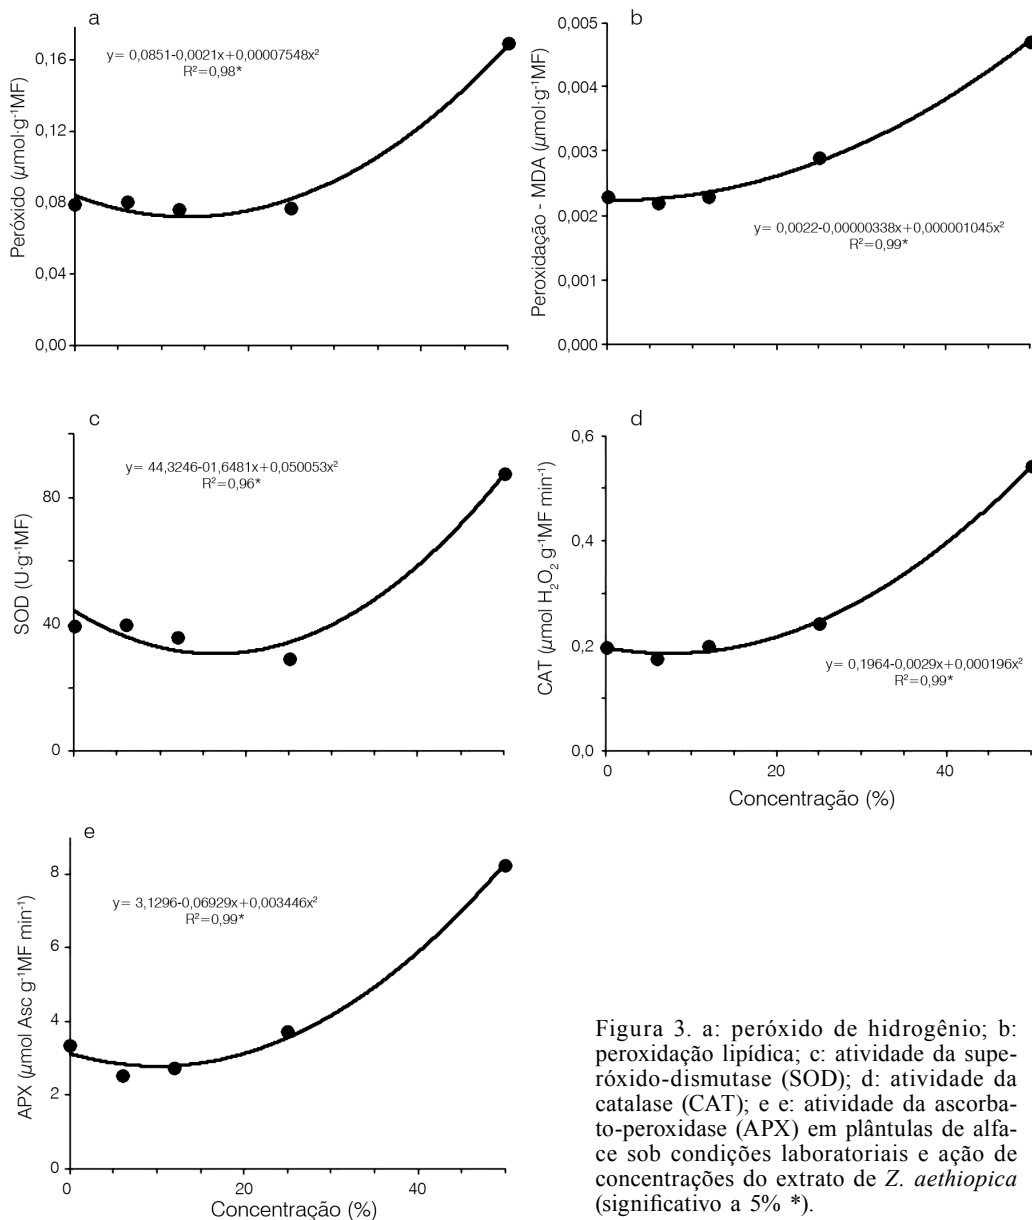 a
y= 0,0851-0,0021x+0,00007548x²
R²=0,98*
Peróxido (µmol·g⁻¹MF)
0,16
0,12
0,08
0,04
0,00
b
0,005
0,004
0,003
0,002
0,001
0,000
Peroxidação - MDA (µmol·g⁻¹MF)
y= 0,0022-0,00000338x+0,000001045x²
R²=0,99*
c
y= 44,3246-01,6481x+0,050053x²
R²=0,96*
SOD (U·g⁻¹MF)
80
40
0
d
0,6
0,4
0,2
0,0
CAT (µmol H₂O₂ g⁻¹MF min⁻¹)
y= 0,1964-0,0029x+0,000196x²
R²=0,99*
0 20 40
Concentração (%)
e
y= 3,1296-0,06929x+0,003446x²
R²=0,99*
APX (µmol Asc g⁻¹MF min⁻¹)
8
6
4
2
0
0 20 40
Concentração (%)
Figura 3. a: peróxido de hidrogênio; b:
peroxidação lipídica; c: atividade da supe-
róxido-dismutase (SOD); d: atividade da
catalase (CAT); e e: atividade da ascorba-
to-peroxidase (APX) em plântulas de alfa-
ce sob condições laboratoriais e ação de
concentrações do extrato de Z. aethiopica
(significativo a 5% *).